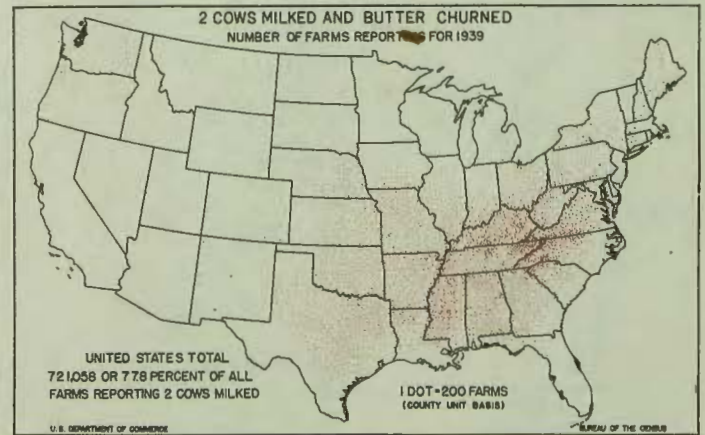 2 COWS MILKED AND BUTTER CHURNED
NUMBER OF FARMS REPORTING FOR 1939
UNITED STATES TOTAL
721,058 OR 77.8 PERCENT OF ALL
FARMS REPORTING 2 COWS MILKED
1 DOT=200 FARMS
(COUNTY UNIT BASIS)
U.S. DEPARTMENT OF COMMERCE
BUREAU OF THE CENSUS